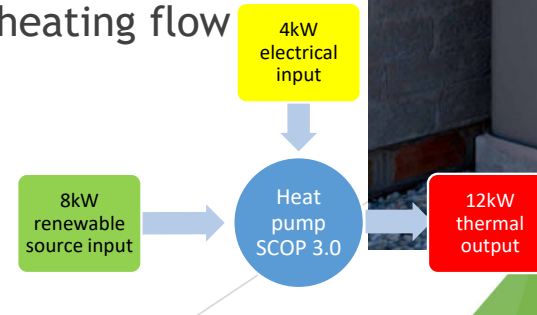 heating flow
4kW
electrical
input
8kW
renewable
source input
Heat
pump
SCOP 3.0
12kW
thermal
output